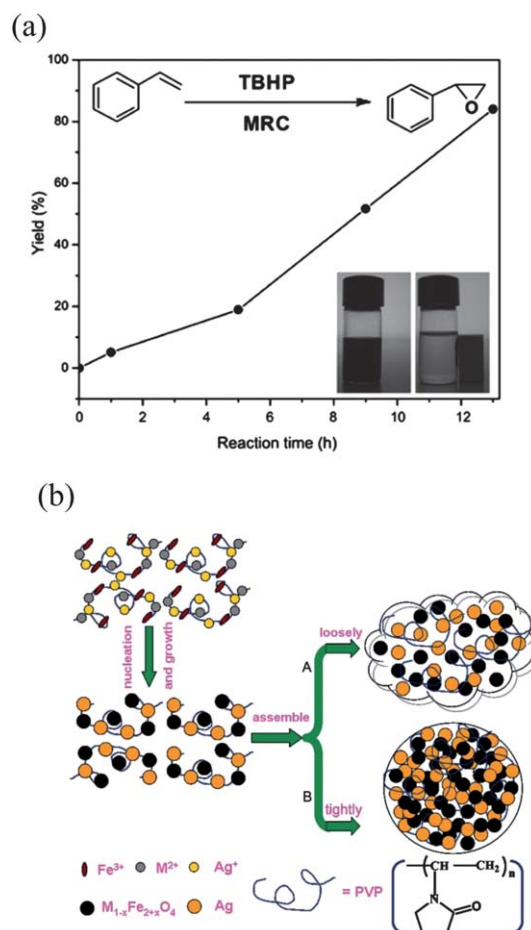 (a)
100
80
60
40
20
0
Yield (%)
TBHP
MRC
O
0 2 4 6 8 10 12
Reaction time (h)
(b)
nucleation
and growth
assemble
A
loosely
B
tightly
Fe³⁺ M²⁺ Ag⁺
M₁₋ₓFe₂₊ₓO₄ Ag
= PVP
(CH—CH₂)ₙ
N
O